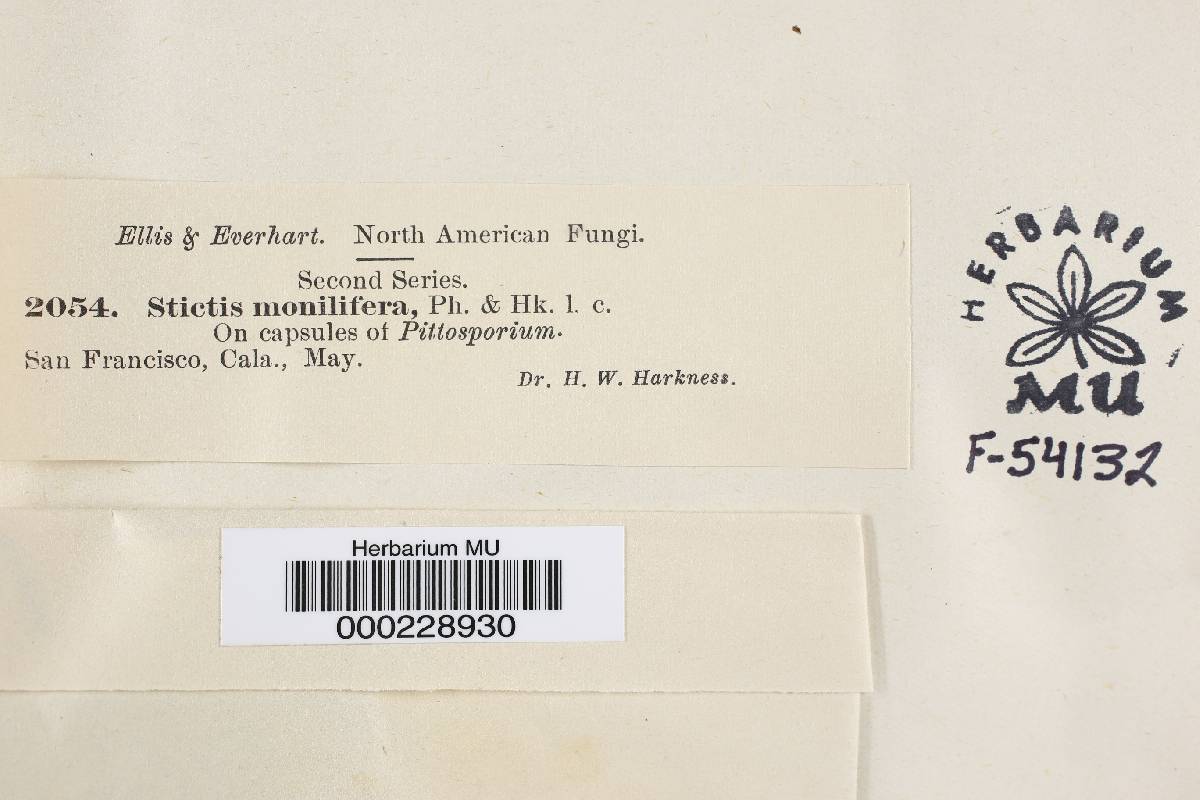 Ellis & Everhart. North American Fungi.
Second Series.
2054. Stictis monilifera, Ph. & Hk. l. c.
On capsules of Pittosporium.
San Francisco, Cala., May.
Dr. H. W. Harkness.
HERBARIUM
MU
F-54132
Herbarium MU
000228930